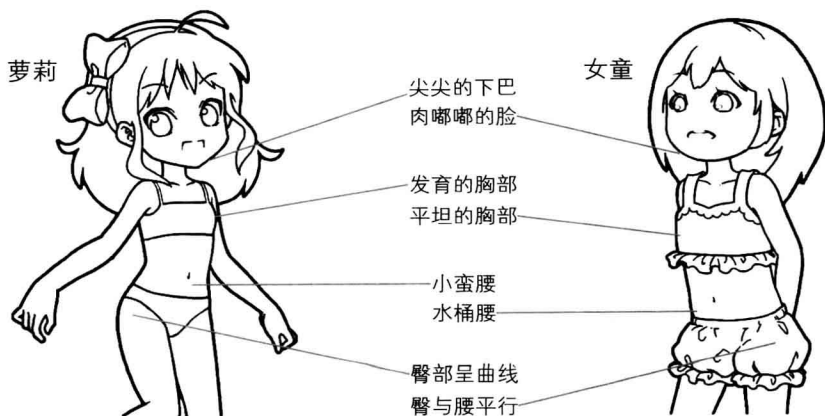 萝莉
女童
尖尖的下巴
肉嘟嘟的脸
发育的胸部
平坦的胸部
小蛮腰
水桶腰
臀部呈曲线
臀与腰平行